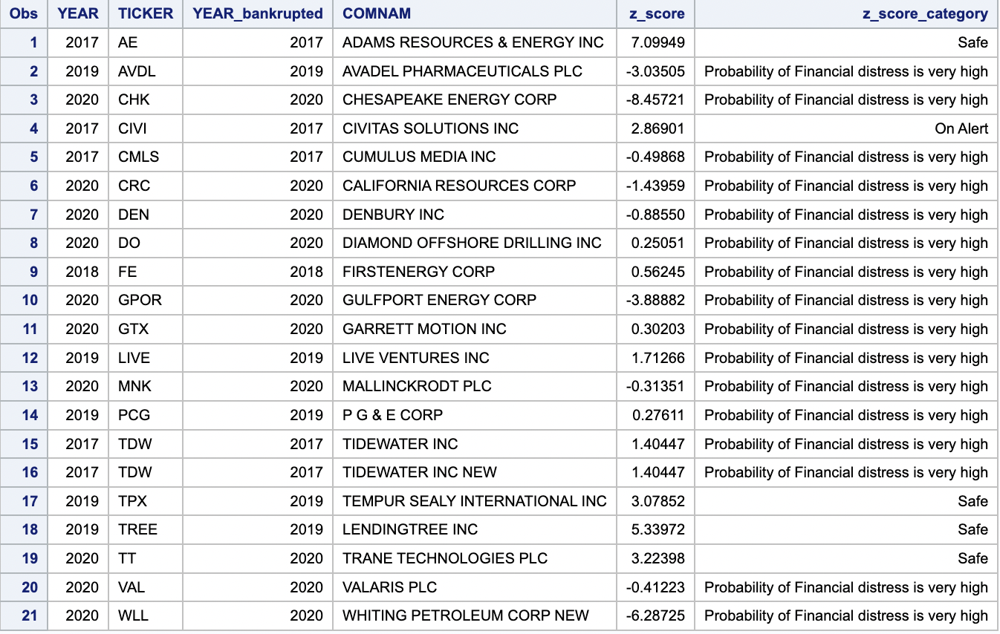 Obs YEAR TICKER YEAR_bankrupted COMNAM z_score z_score_category
1 2017 AE 2017 ADAMS RESOURCES & ENERGY INC 7.09949 Safe
2 2019 AVDL 2019 AVADEL PHARMACEUTICALS PLC -3.03505 Probability of Financial distress is very high
3 2020 CHK 2020 CHESAPEAKE ENERGY CORP -8.45721 Probability of Financial distress is very high
4 2017 CIVI 2017 CIVITAS SOLUTIONS INC 2.86901 On Alert
5 2017 CMLS 2017 CUMULUS MEDIA INC -0.49868 Probability of Financial distress is very high
6 2020 CRC 2020 CALIFORNIA RESOURCES CORP -1.43959 Probability of Financial distress is very high
7 2020 DEN 2020 DENBURY INC -0.88550 Probability of Financial distress is very high
8 2020 DO 2020 DIAMOND OFFSHORE DRILLING INC 0.25051 Probability of Financial distress is very high
9 2018 FE 2018 FIRSTENERGY CORP 0.56245 Probability of Financial distress is very high
10 2020 GPOR 2020 GULFPORT ENERGY CORP -3.88882 Probability of Financial distress is very high
11 2020 GTX 2020 GARRETT MOTION INC 0.30203 Probability of Financial distress is very high
12 2019 LIVE 2019 LIVE VENTURES INC 1.71266 Probability of Financial distress is very high
13 2020 MNK 2020 MALLINCKRODT PLC -0.31351 Probability of Financial distress is very high
14 2019 PCG 2019 P G & E CORP 0.27611 Probability of Financial distress is very high
15 2017 TDW 2017 TIDEWATER INC 1.40447 Probability of Financial distress is very high
16 2017 TDW 2017 TIDEWATER INC NEW 1.40447 Probability of Financial distress is very high
17 2019 TPX 2019 TEMPUR SEALY INTERNATIONAL INC 3.07852 Safe
18 2019 TREE 2019 LENDINGTREE INC 5.33972 Safe
19 2020 TT 2020 TRANE TECHNOLOGIES PLC 3.22398 Safe
20 2020 VAL 2020 VALARIS PLC -0.41223 Probability of Financial distress is very high
21 2020 WLL 2020 WHITING PETROLEUM CORP NEW -6.28725 Probability of Financial distress is very high